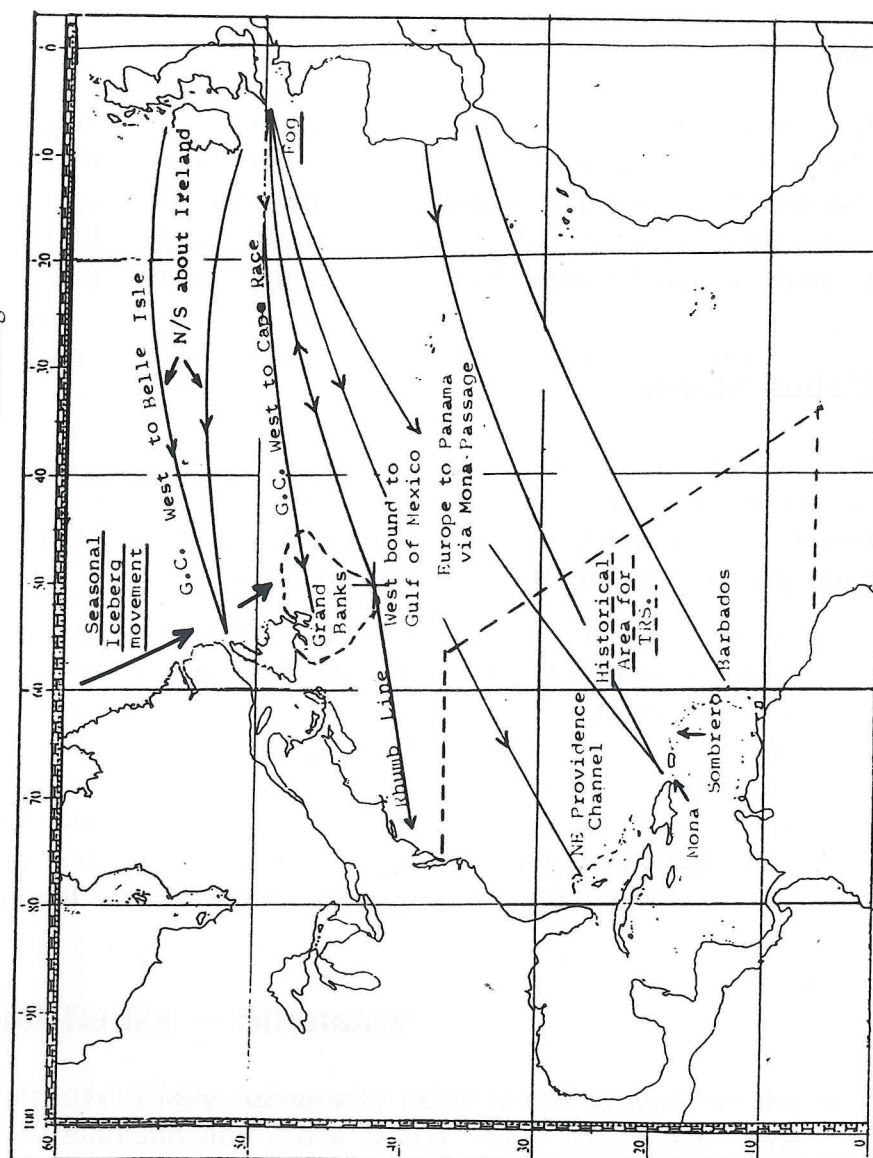 Seasonal
Iceberg
movement
G.C. West to Belle Isle
N/S about Ireland
G.C. West to Cape Race
Fog
Grand
Banks
West bound to
Gulf of Mexico
Rhumb Line
Europe to Panama
via Mona Passage
NE Providence
Channel
Historical
Area for
TRS.
Mona
Sombrero
Barbados
100
90
80
70
60
50
40
30
20
10
0
60
50
40
30
20
10
0